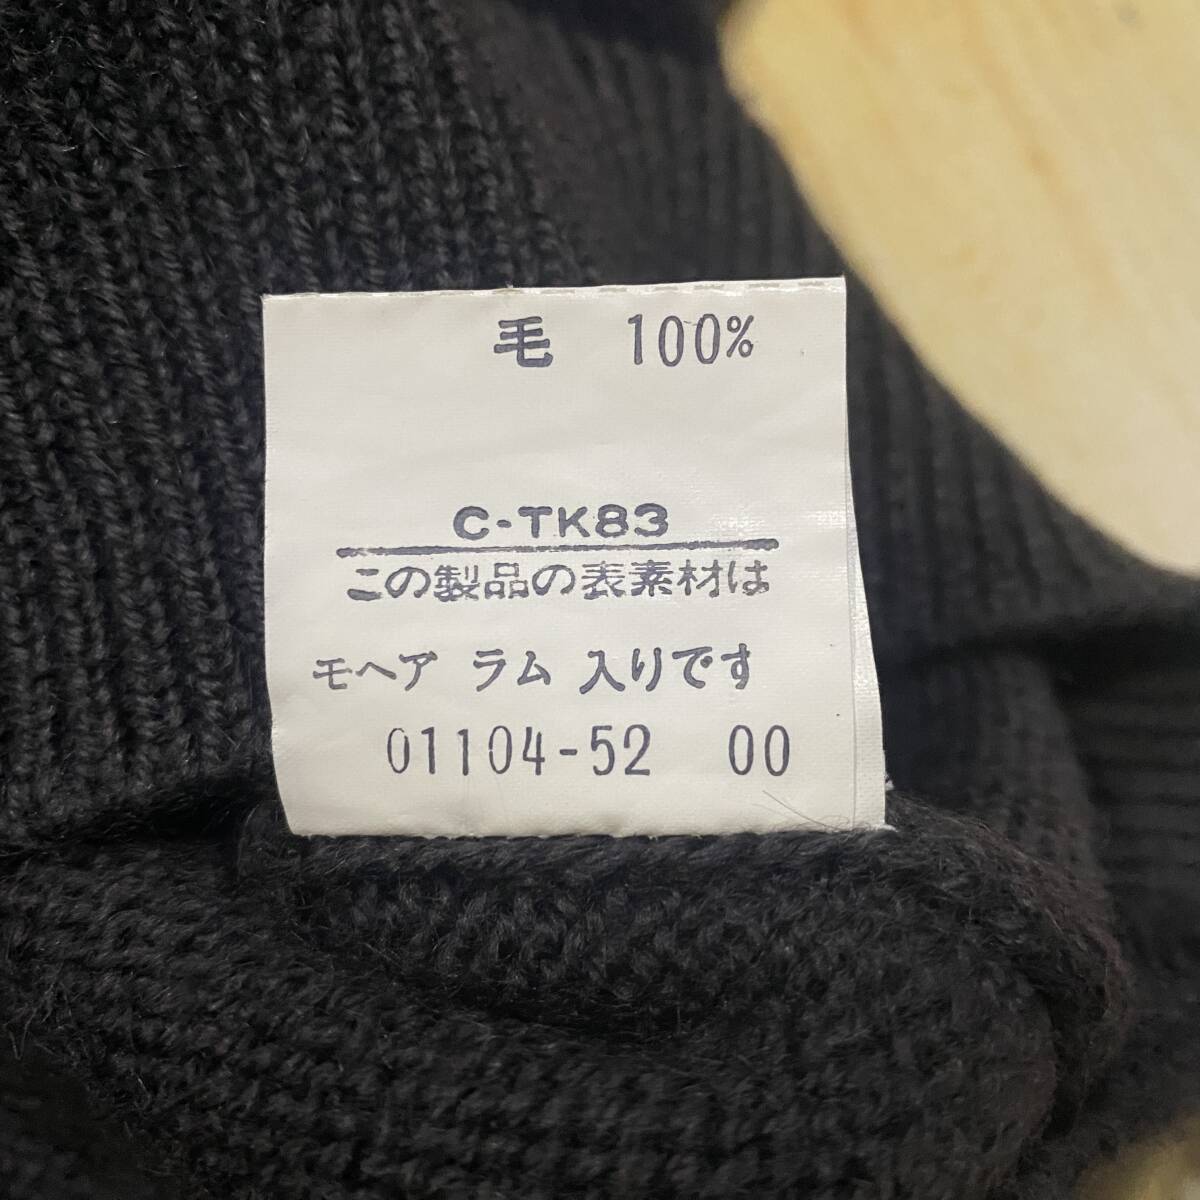 毛 100%
C-TK83
この製品の表素材は
モヘア ラム 入りです
01104-52 00